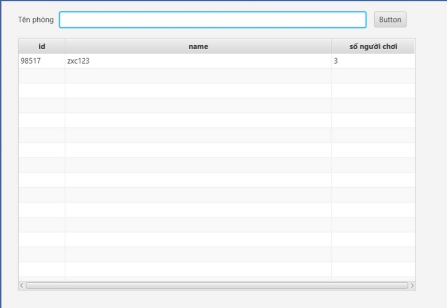 Tên phòng Button
id name số người chơi
98517 zxc123 3